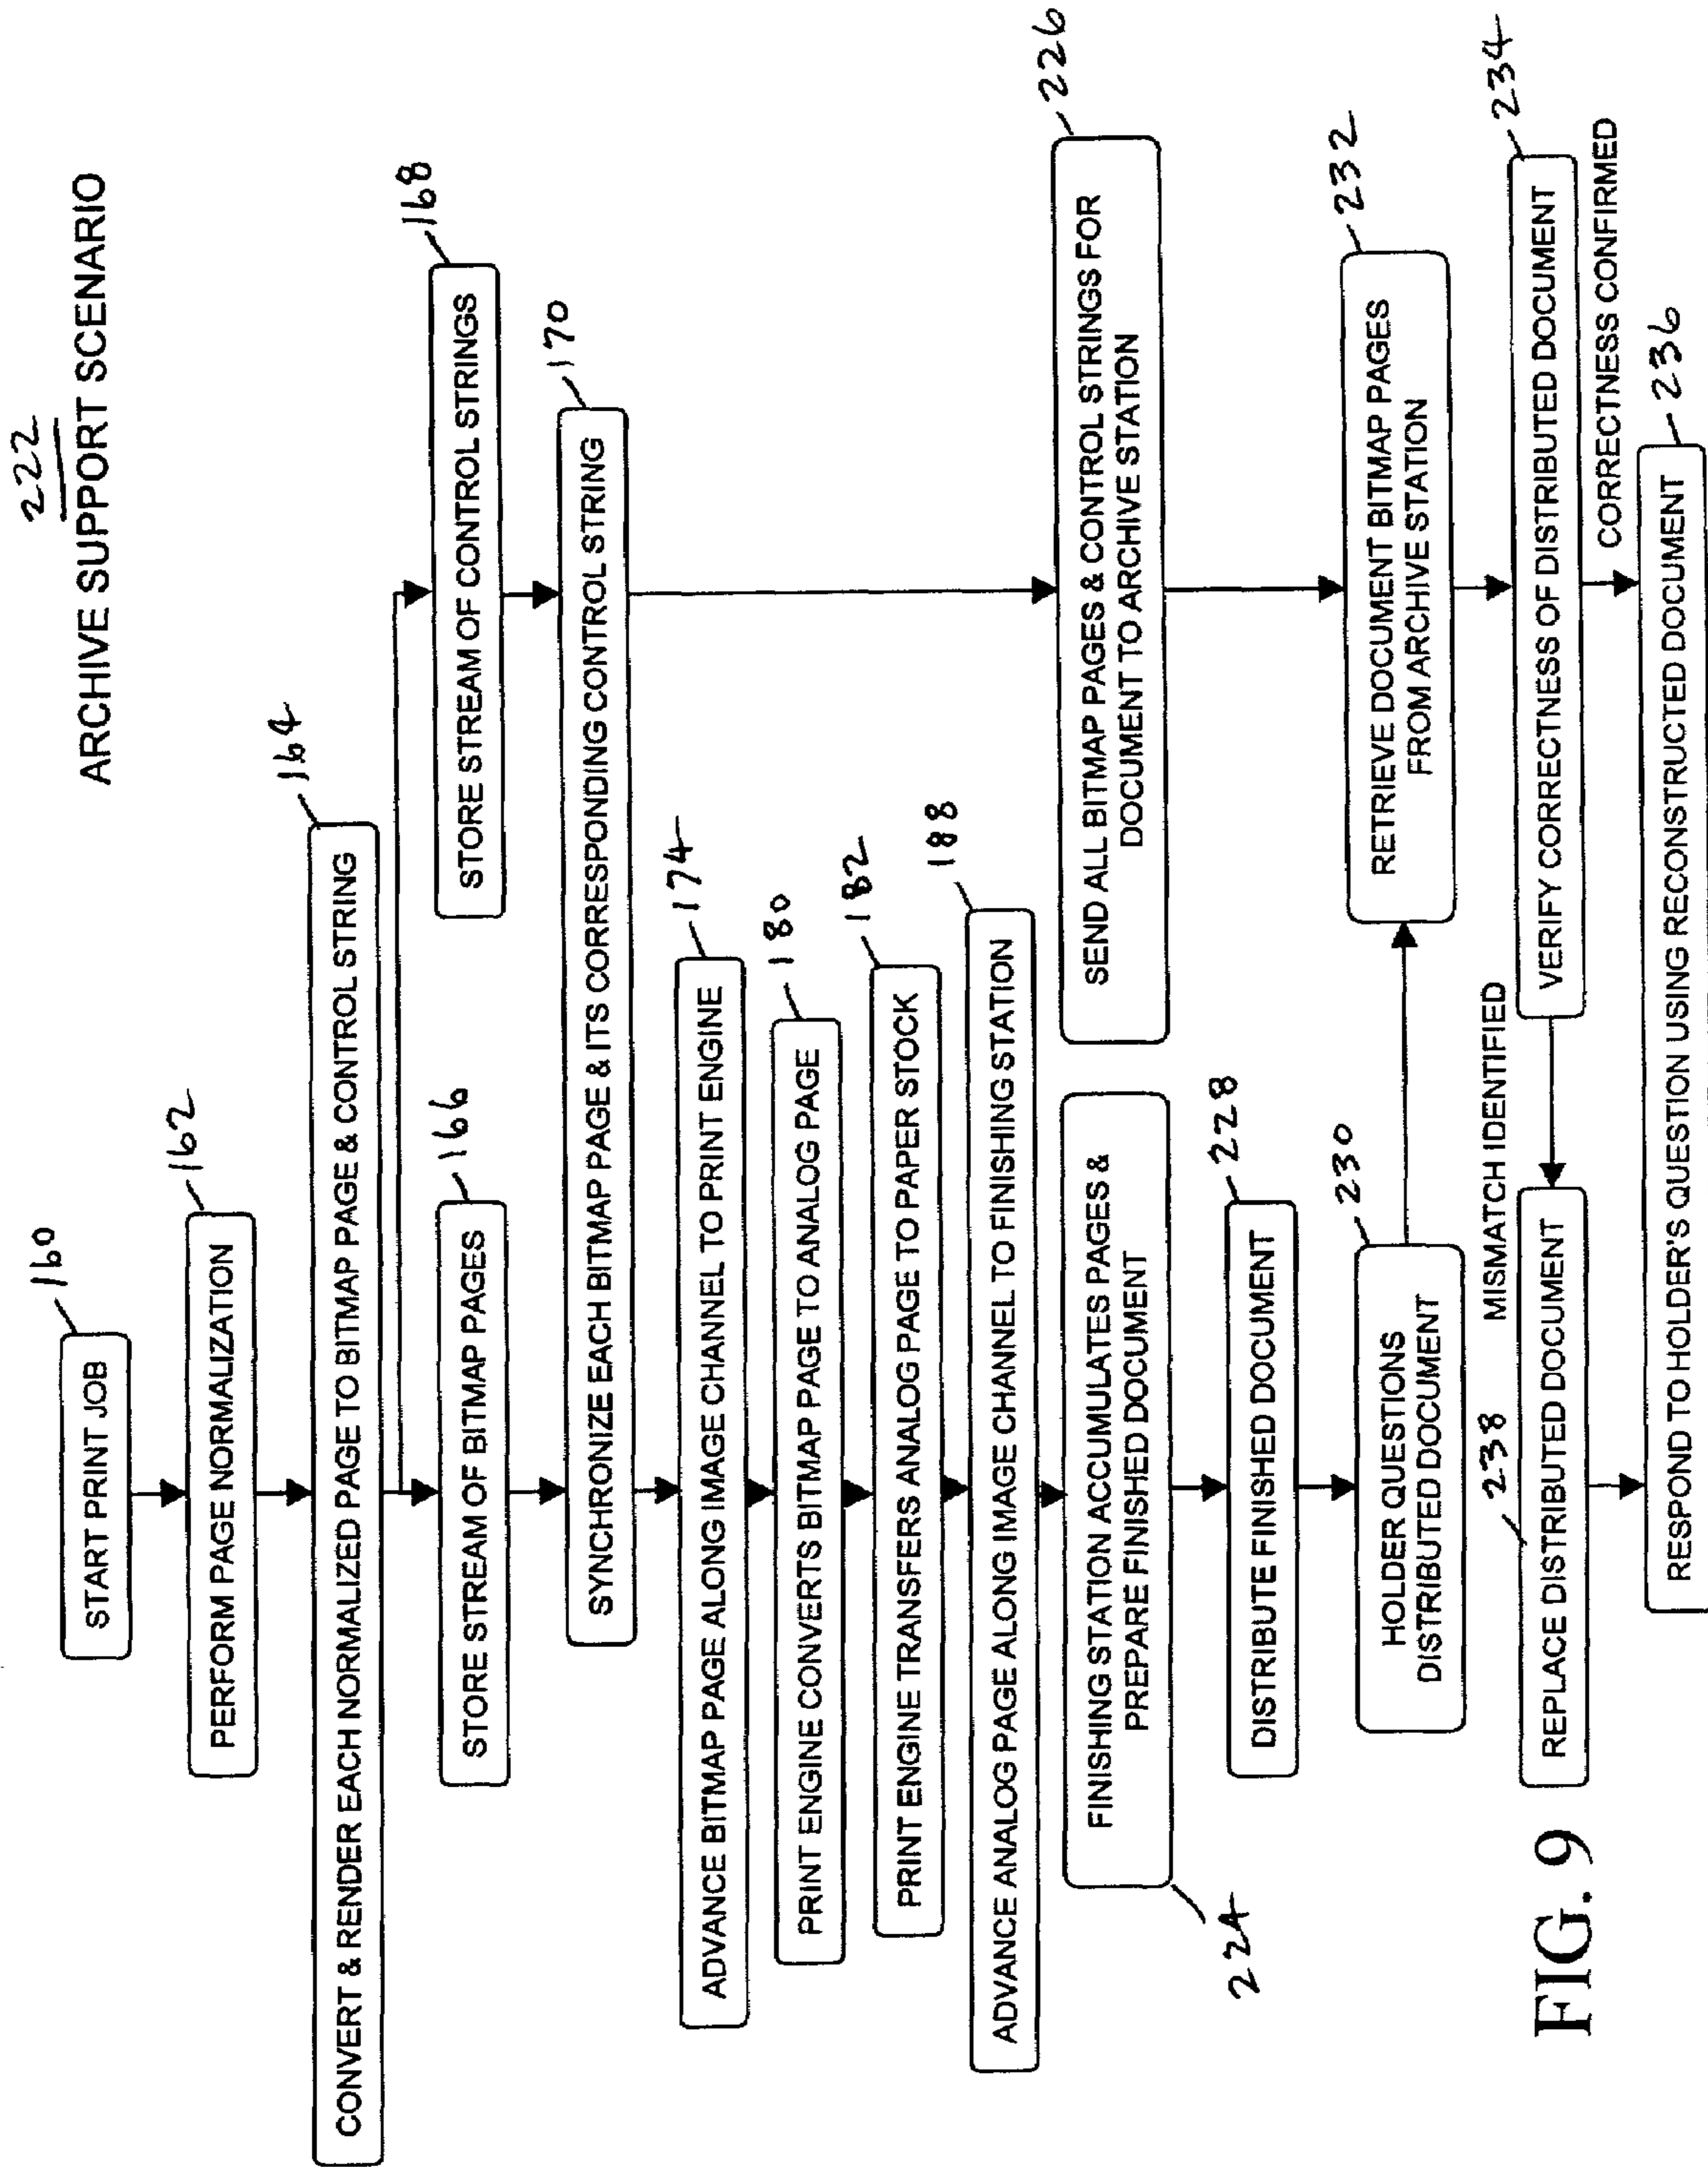 222
ARCHIVE SUPPORT SCENARIO
160
START PRINT JOB
162
PERFORM PAGE NORMALIZATION
164
CONVERT & RENDER EACH NORMALIZED PAGE TO BITMAP PAGE & CONTROL STRING
166
STORE STREAM OF BITMAP PAGES
168
STORE STREAM OF CONTROL STRINGS
170
SYNCHRONIZE EACH BITMAP PAGE & ITS CORRESPONDING CONTROL STRING
174
ADVANCE BITMAP PAGE ALONG IMAGE CHANNEL TO PRINT ENGINE
180
PRINT ENGINE CONVERTS BITMAP PAGE TO ANALOG PAGE
182
PRINT ENGINE TRANSFERS ANALOG PAGE TO PAPER STOCK
188
ADVANCE ANALOG PAGE ALONG IMAGE CHANNEL TO FINISHING STATION
FINISHING STATION ACCUMULATES PAGES &
PREPARE FINISHED DOCUMENT
224
SEND ALL BITMAP PAGES & CONTROL STRINGS FOR
DOCUMENT TO ARCHIVE STATION
226
228
DISTRIBUTE FINISHED DOCUMENT
230
HOLDER QUESTIONS
DISTRIBUTED DOCUMENT
232
RETRIEVE DOCUMENT BITMAP PAGES
FROM ARCHIVE STATION
238
MISMATCH IDENTIFIED
234
REPLACE DISTRIBUTED DOCUMENT
VERIFY CORRECTNESS OF DISTRIBUTED DOCUMENT
CORRECTNESS CONFIRMED
236
RESPOND TO HOLDER'S QUESTION USING RECONSTRUCTED DOCUMENT
FIG. 9